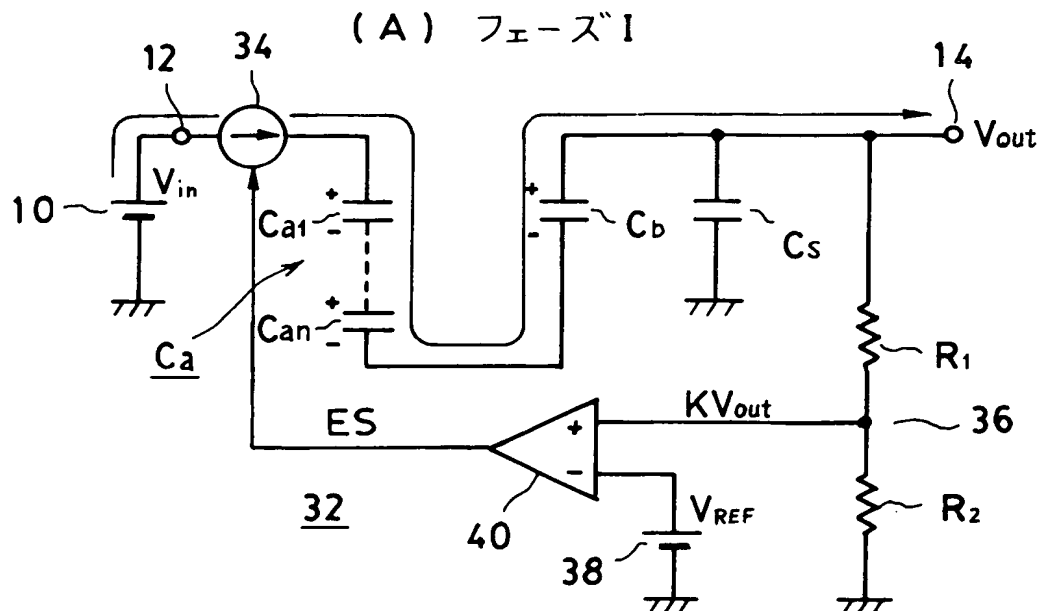 (A) フェーズI
34
12
14
Vout
Vin
10
+
-
Ca1
+
-
Cb
Cs
+
-
Can
Ca
R1
KVout
36
ES
+
-
40
32
VREF
38
R2